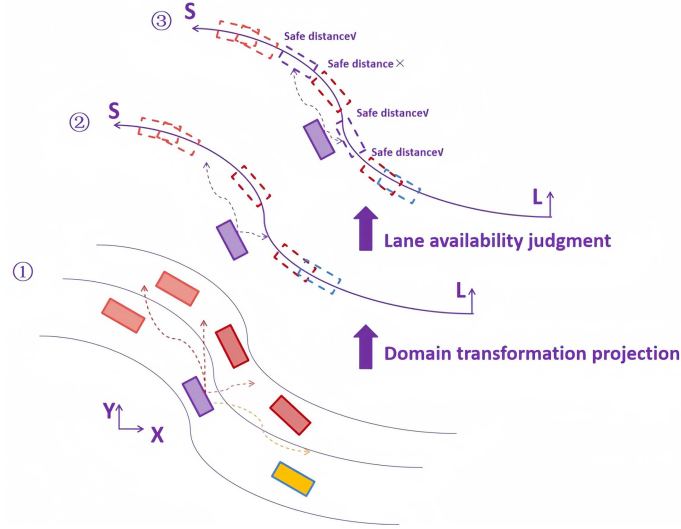 ③
S
Safe distance√
Safe distance×
Safe distance√
Safe distance√
L
Lane availability judgment
②
S
L
Domain transformation projection
①
Y
X